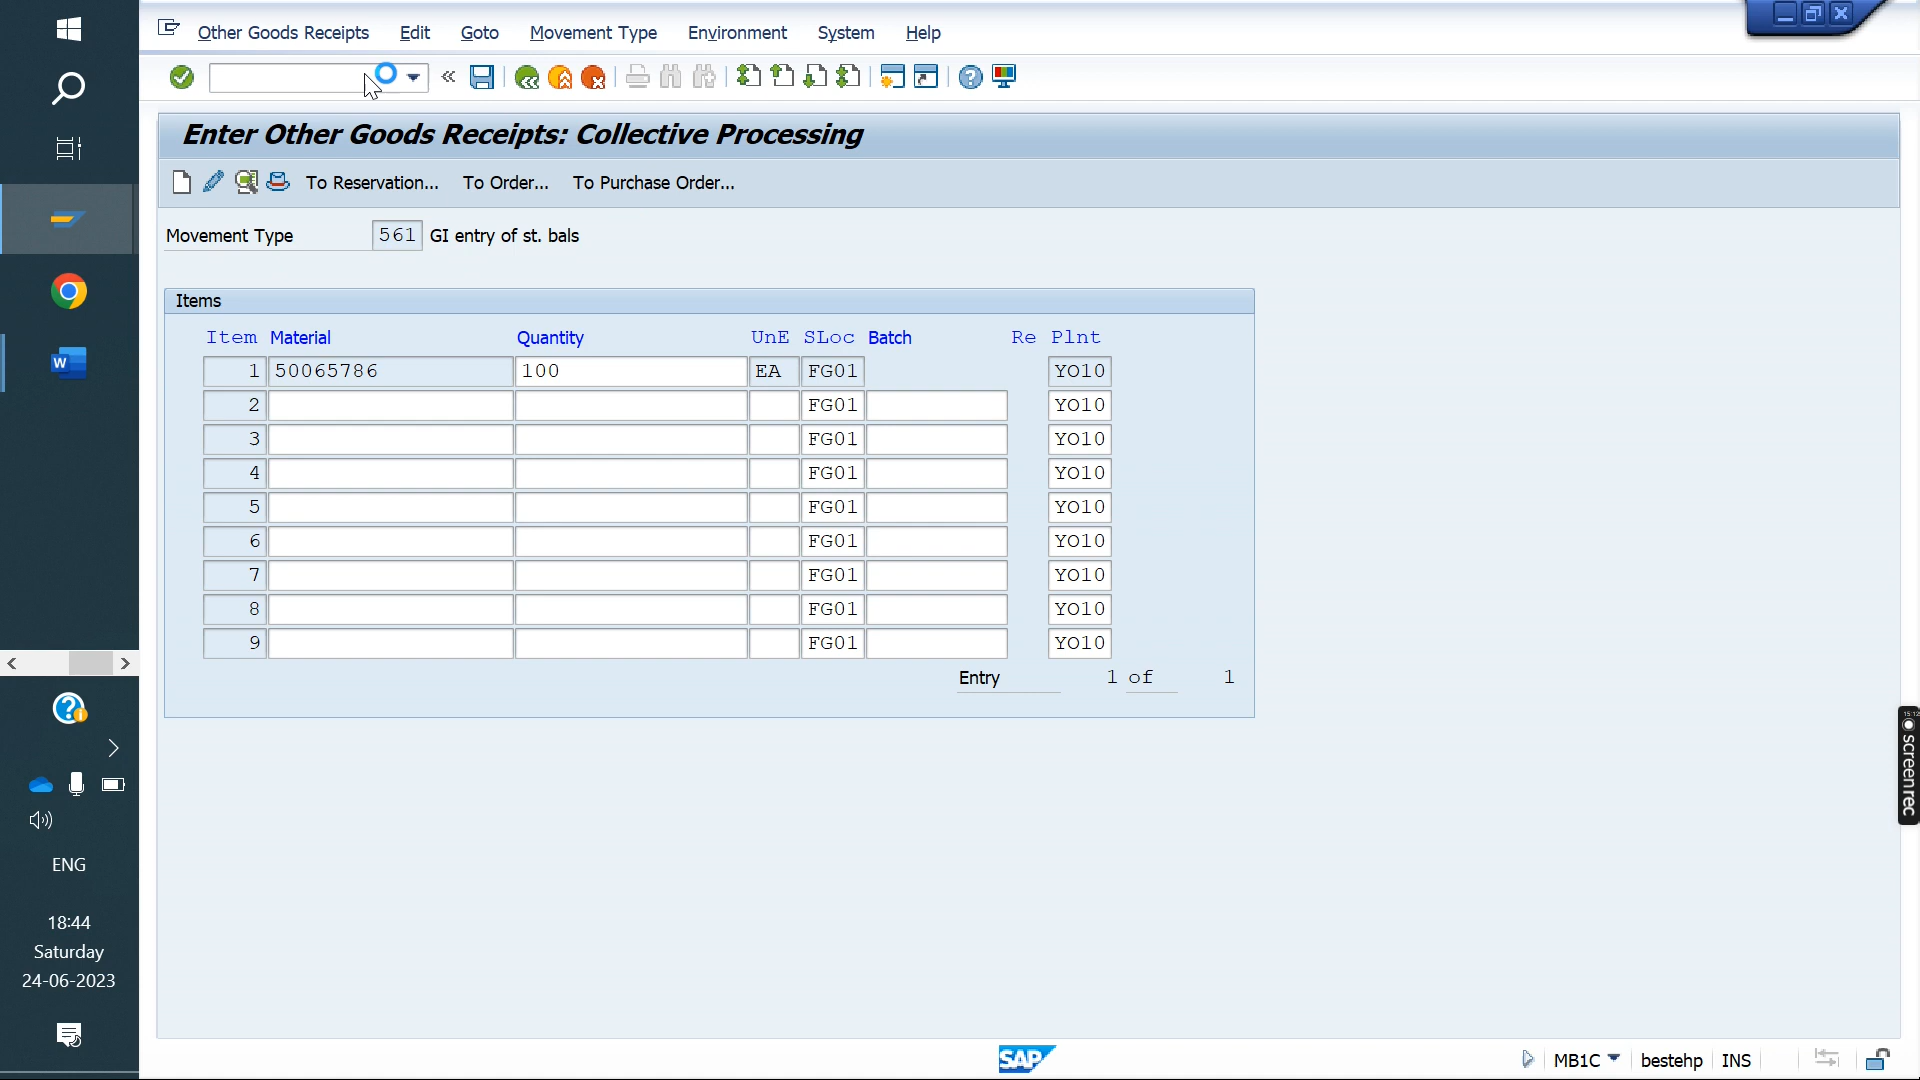 Other Goods Receipts Edit Goto Movement Type Environment System Help
Enter Other Goods Receipts: Collective Processing
To Reservation... To Order... To Purchase Order...
Movement Type 561 GI entry of st. bals
Items
Item Material Quantity UnE SLoc Batch Re Plnt
1 50065786 100 EA FG01 YO10
2 FG01 YO10
3 FG01 YO10
4 FG01 YO10
5 FG01 YO10
6 FG01 YO10
7 FG01 YO10
8 FG01 YO10
9 FG01 YO10
Entry 1 of 1
W
ENG
18:44
Saturday
24-06-2023
screenrec
SAP
MB1C bestehp INS